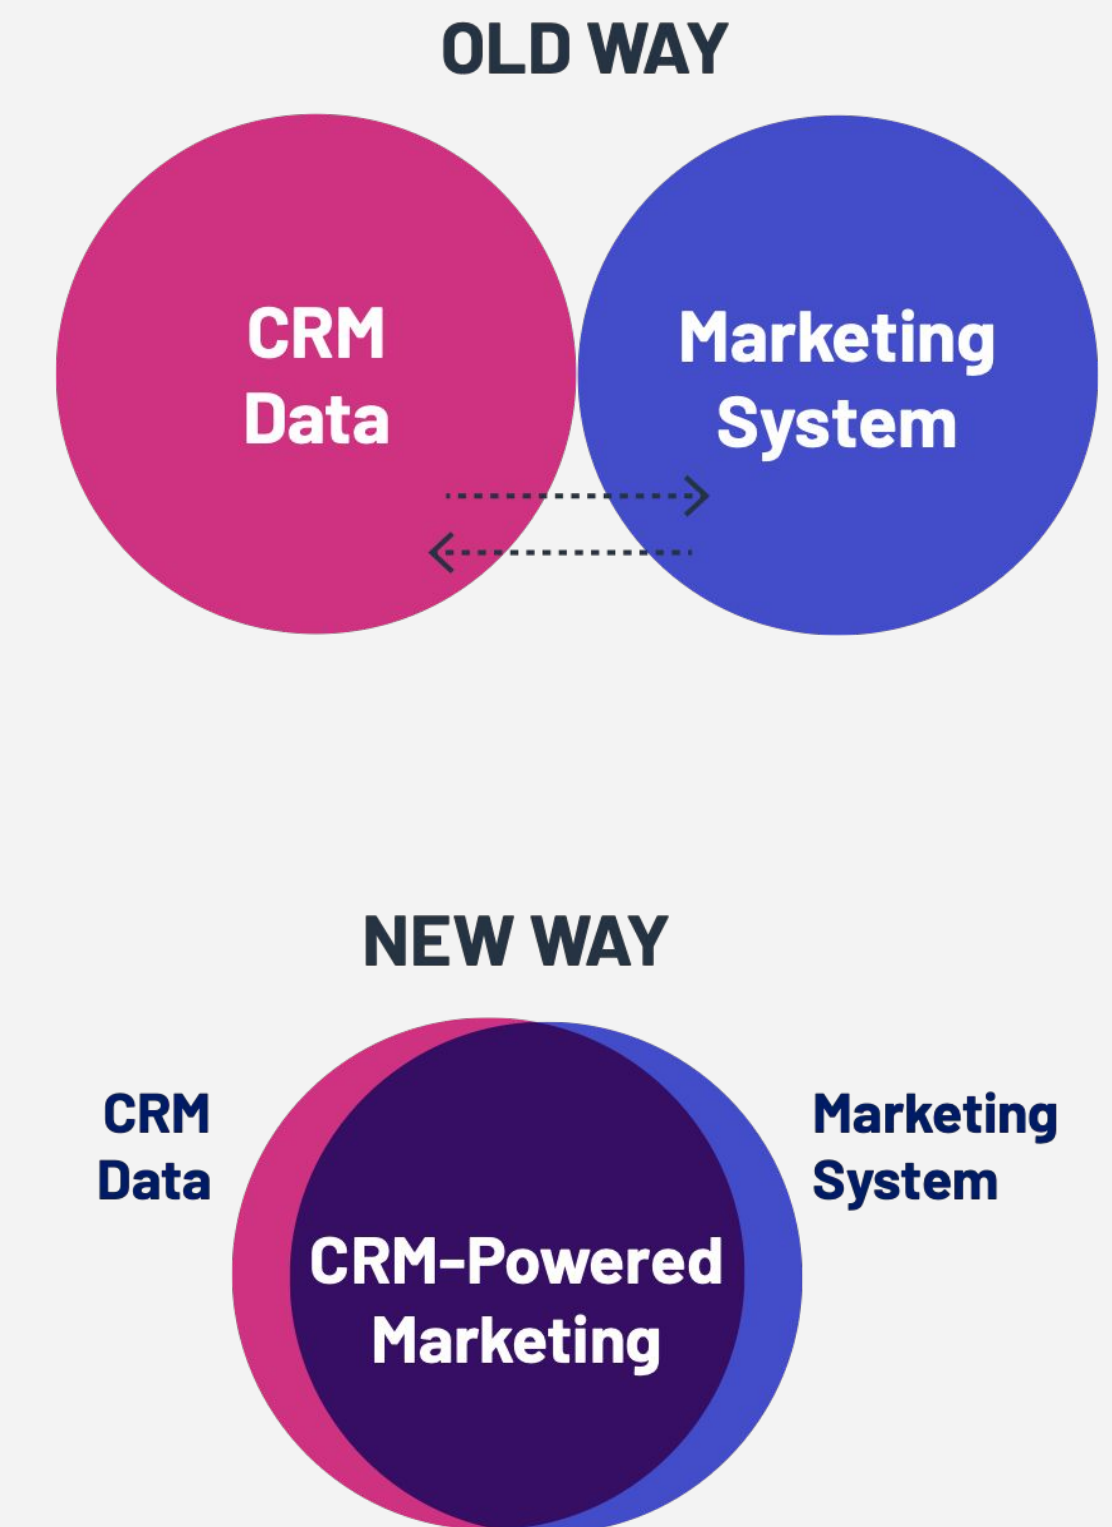 OLD WAY
CRM
Data
Marketing
System
NEW WAY
CRM
Data
Marketing
System
CRM-Powered
Marketing